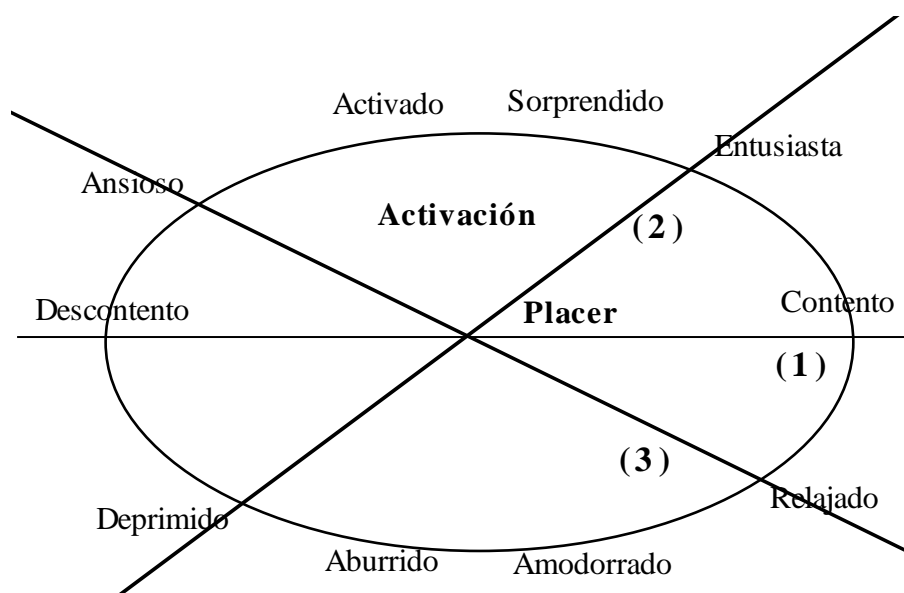 Activado
Sorprendido
Entusiasta
Ansioso
Activación
(2)
Descontento
Placer
Contento
(1)
(3)
Relajado
Deprimido
Aburrido
Amodorrado